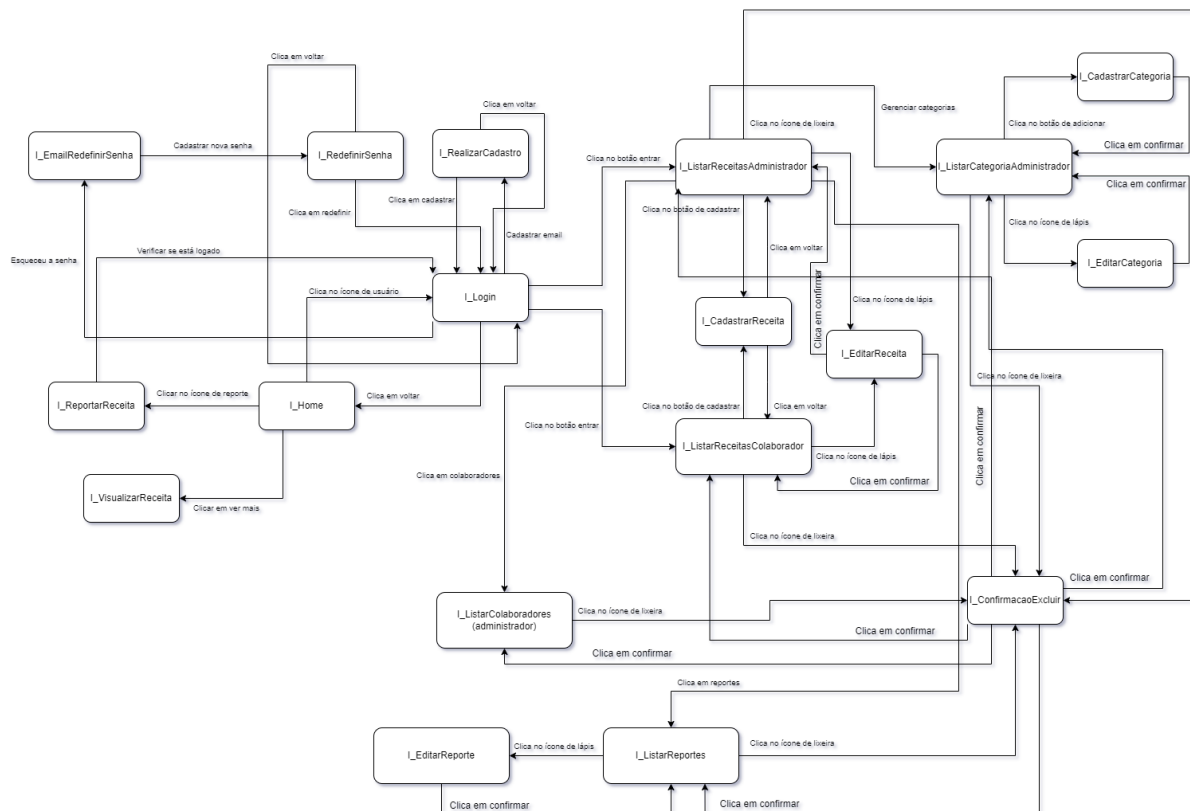 Clica em voltar
I_EmailRedefinirSenha
Cadastrar nova senha
I_RedefinirSenha
Clica em redefinir
Clica em voltar
I_RealizarCadastro
Clica em cadastrar
Cadastrar email
Esqueceu a senha
Verificar se está logado
Clica no ícone de usuário
I_Login
I_ReportarReceita
Clicar no ícone de reporte
I_Home
Clica em voltar
I_VisualizarReceita
Clicar em ver mais
Clica no botão entrar
Clica no botão entrar
Clica no ícone de lixeira
I_ListarReceitasAdministrador
Gerenciar categorias
Clica no botão de cadastrar
Clica em voltar
Clica em confirmar
Clica no ícone de lápis
I_CadastrarReceita
I_EditarReceita
Clica no botão de cadastrar
Clica em voltar
I_ListarReceitasColaborador
Clica no ícone de lápis
Clica em confirmar
Clica no ícone de lixeira
I_CadastrarCategoria
Clica no botão de adicionar
Clica em confirmar
I_ListarCategoriaAdministrador
Clica em confirmar
Clica no ícone de lápis
I_EditarCategoria
Clica no ícone de lixeira
Clica em confirmar
Clica em colaboradores
I_ConfirmacaoExcluir
Clica em confirmar
I_ListarColaboradores
(administrador)
Clica no ícone de lixeira
Clica em confirmar
Clica em confirmar
Clica em reportes
I_EditarReporte
Clica no ícone de lápis
I_ListarReportes
Clica no ícone de lixeira
Clica em confirmar
Clica em confirmar